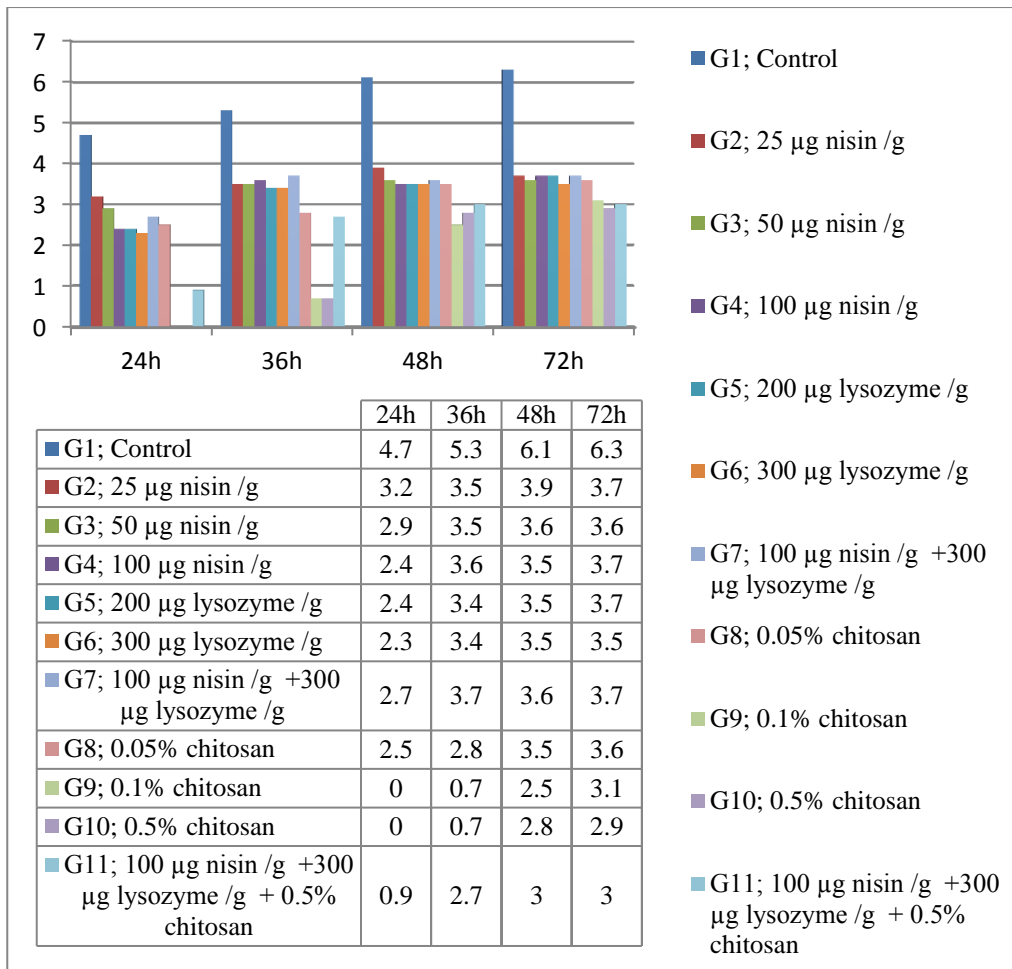 7
6
5
4
3
2
1
0
24h 36h 48h 72h
G1; Control
G2; 25 µg nisin /g
G3; 50 µg nisin /g
G4; 100 µg nisin /g
G5; 200 µg lysozyme /g
G6; 300 µg lysozyme /g
G7; 100 µg nisin /g +300
µg lysozyme /g
G8; 0.05% chitosan
G9; 0.1% chitosan
G10; 0.5% chitosan
G11; 100 µg nisin /g +300
µg lysozyme /g + 0.5%
chitosan
24h 36h 48h 72h
G1; Control 4.7 5.3 6.1 6.3
G2; 25 µg nisin /g 3.2 3.5 3.9 3.7
G3; 50 µg nisin /g 2.9 3.5 3.6 3.6
G4; 100 µg nisin /g 2.4 3.6 3.5 3.7
G5; 200 µg lysozyme /g 2.4 3.4 3.5 3.7
G6; 300 µg lysozyme /g 2.3 3.4 3.5 3.5
G7; 100 µg nisin /g +300
µg lysozyme /g 2.7 3.7 3.6 3.7
G8; 0.05% chitosan 2.5 2.8 3.5 3.6
G9; 0.1% chitosan 0 0.7 2.5 3.1
G10; 0.5% chitosan 0 0.7 2.8 2.9
G11; 100 µg nisin /g +300
µg lysozyme /g + 0.5% 0.9 2.7 3 3
chitosan